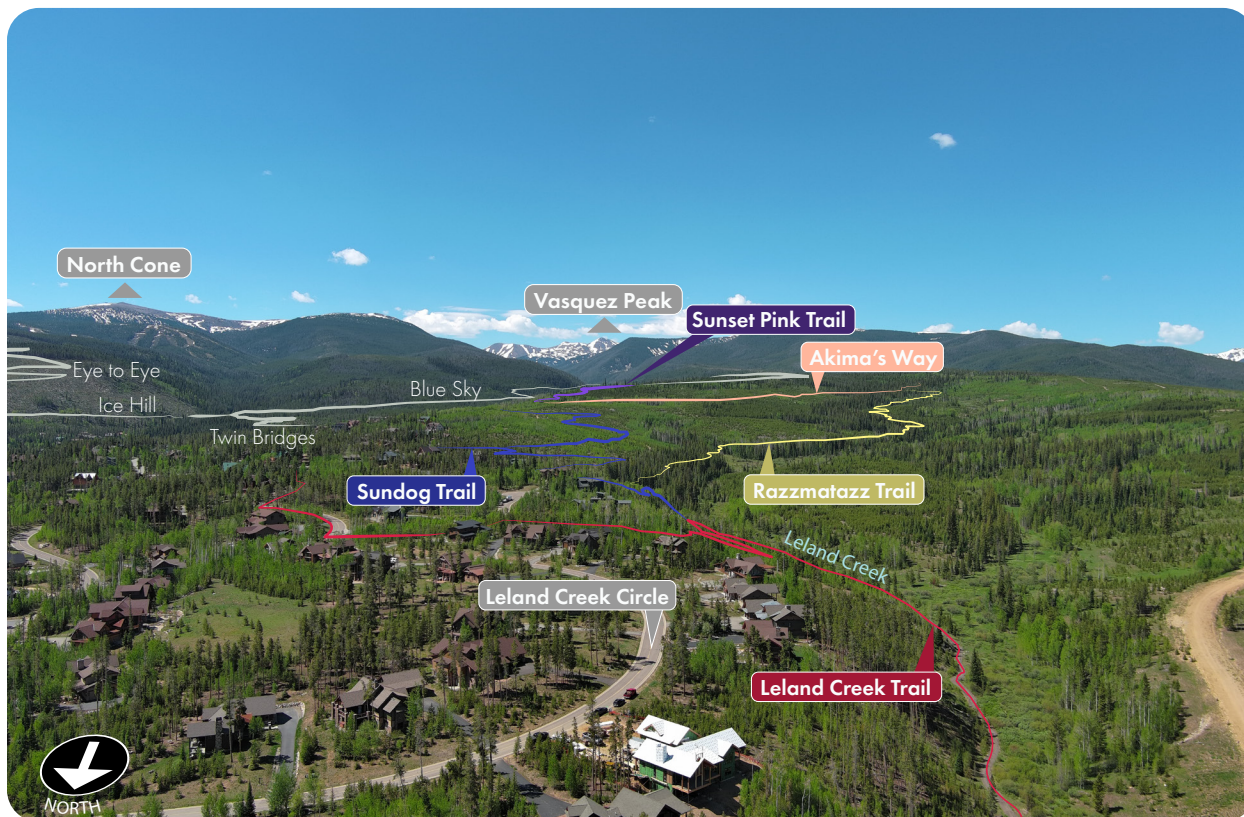 North Cone
Vasquez Peak
Sunset Pink Trail
Akima's Way
Eye to Eye
Blue Sky
Ice Hill
Twin Bridges
Sundog Trail
Razzmatazz Trail
Leland Creek
Leland Creek Circle
Leland Creek Trail
NORTH